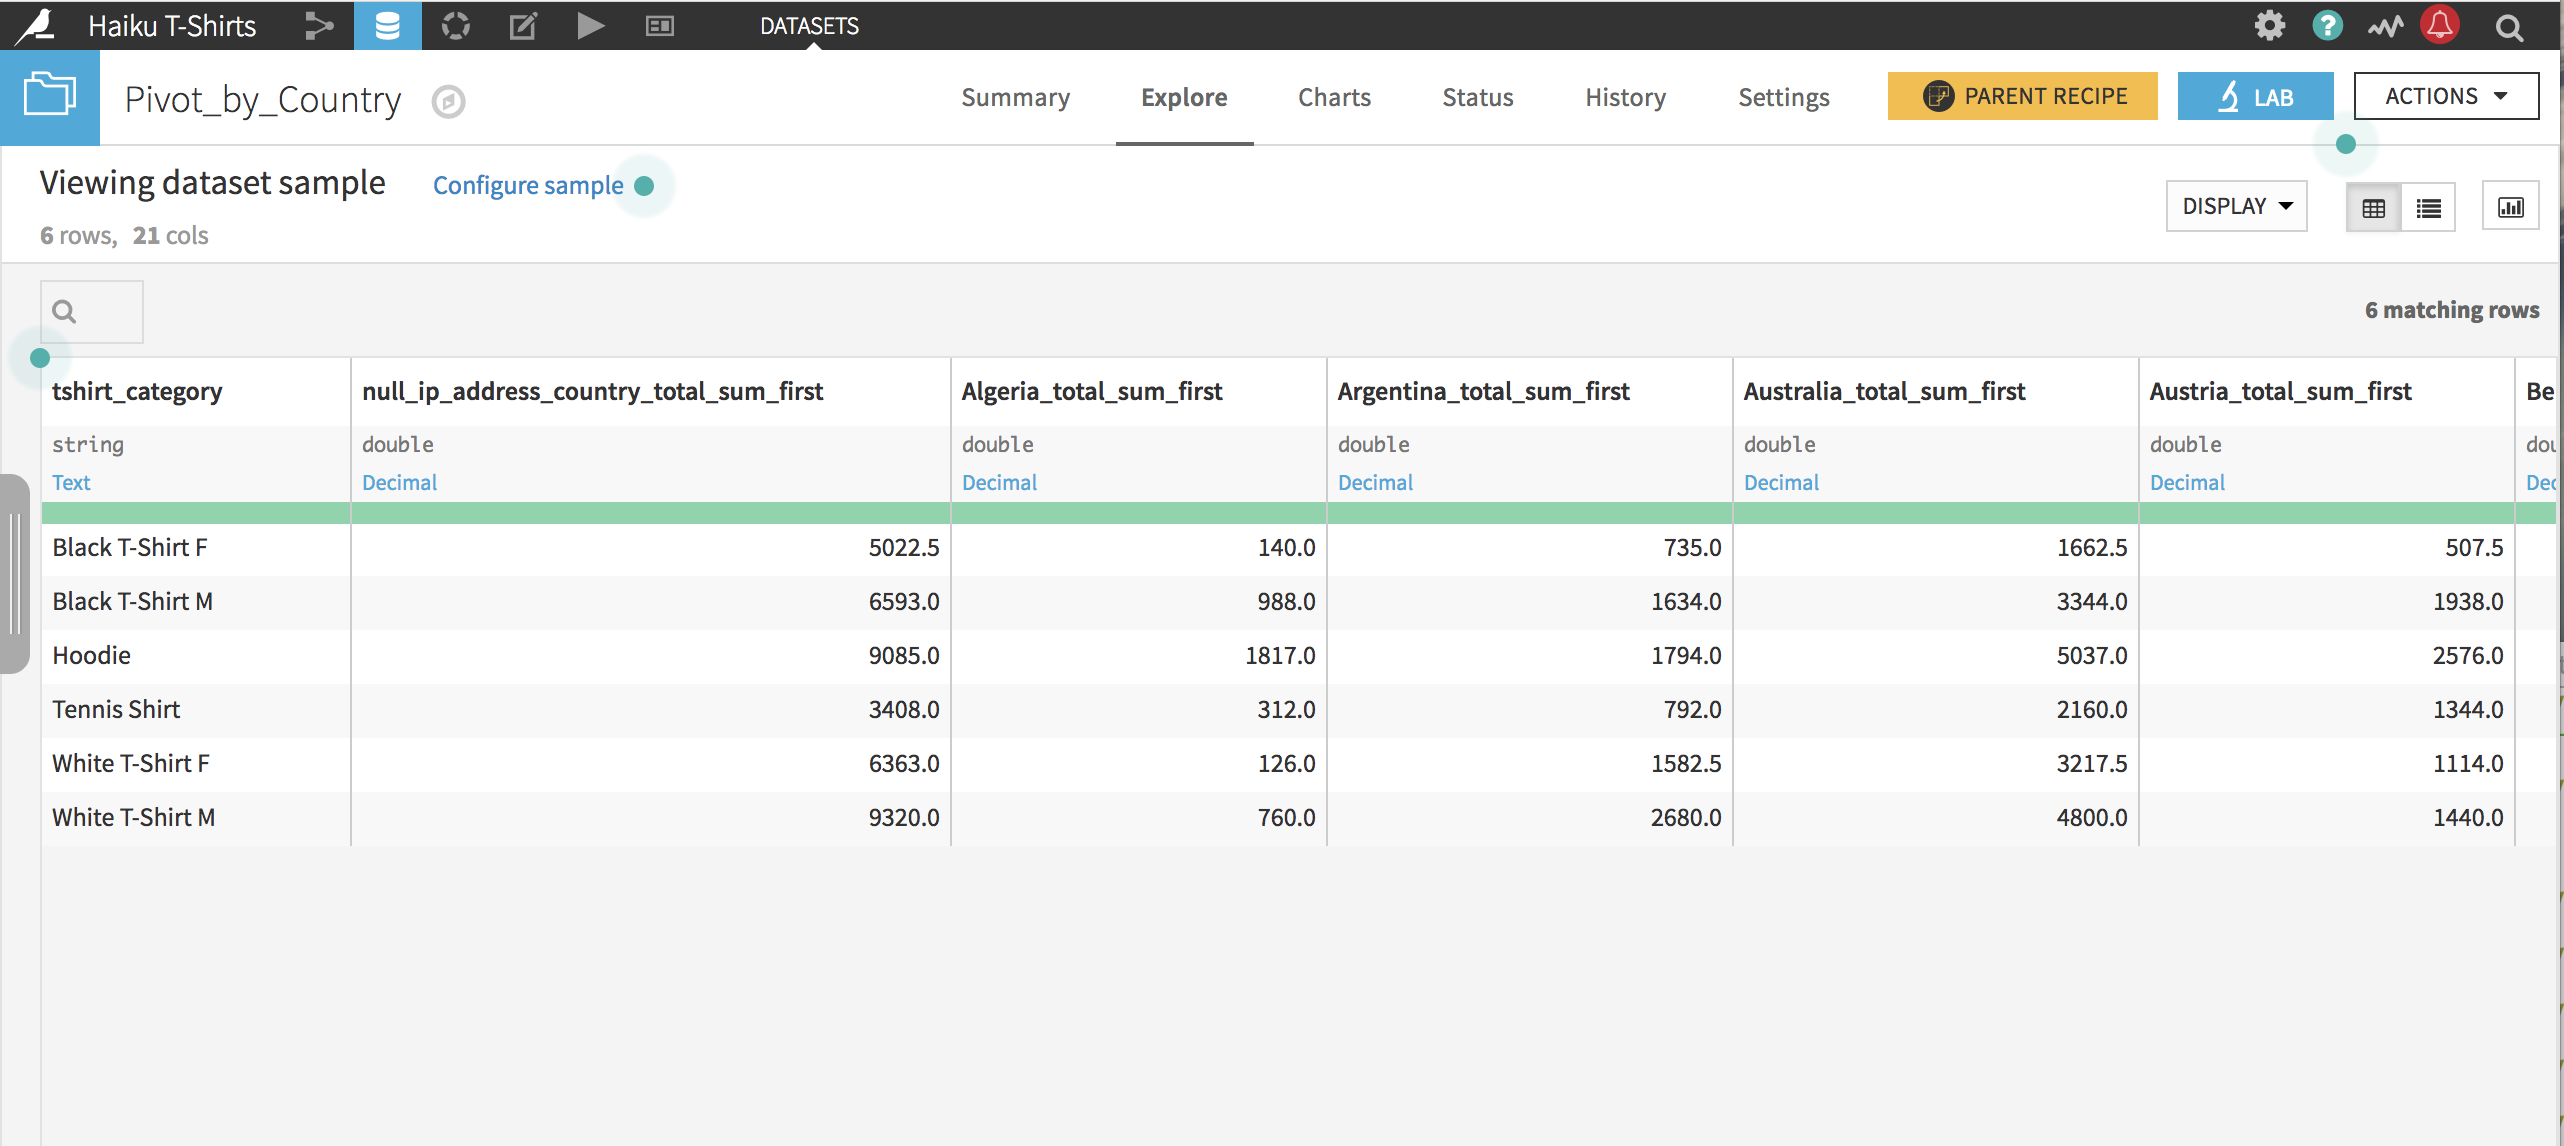 Haiku T-Shirts DATASETS ?
Pivot_by_Country Summary Explore Charts Status History Settings PARENT RECIPE LAB ACTIONS
Viewing dataset sample Configure sample DISPLAY
6 rows, 21 cols
6 matching rows
tshirt_category null_ip_address_country_total_sum_first Algeria_total_sum_first Argentina_total_sum_first Australia_total_sum_first Austria_total_sum_first Be
string double double double double double dou
Text Decimal Decimal Decimal Decimal Decimal Dec
Black T-Shirt F 5022.5 140.0 735.0 1662.5 507.5
Black T-Shirt M 6593.0 988.0 1634.0 3344.0 1938.0
Hoodie 9085.0 1817.0 1794.0 5037.0 2576.0
Tennis Shirt 3408.0 312.0 792.0 2160.0 1344.0
White T-Shirt F 6363.0 126.0 1582.5 3217.5 1114.0
White T-Shirt M 9320.0 760.0 2680.0 4800.0 1440.0